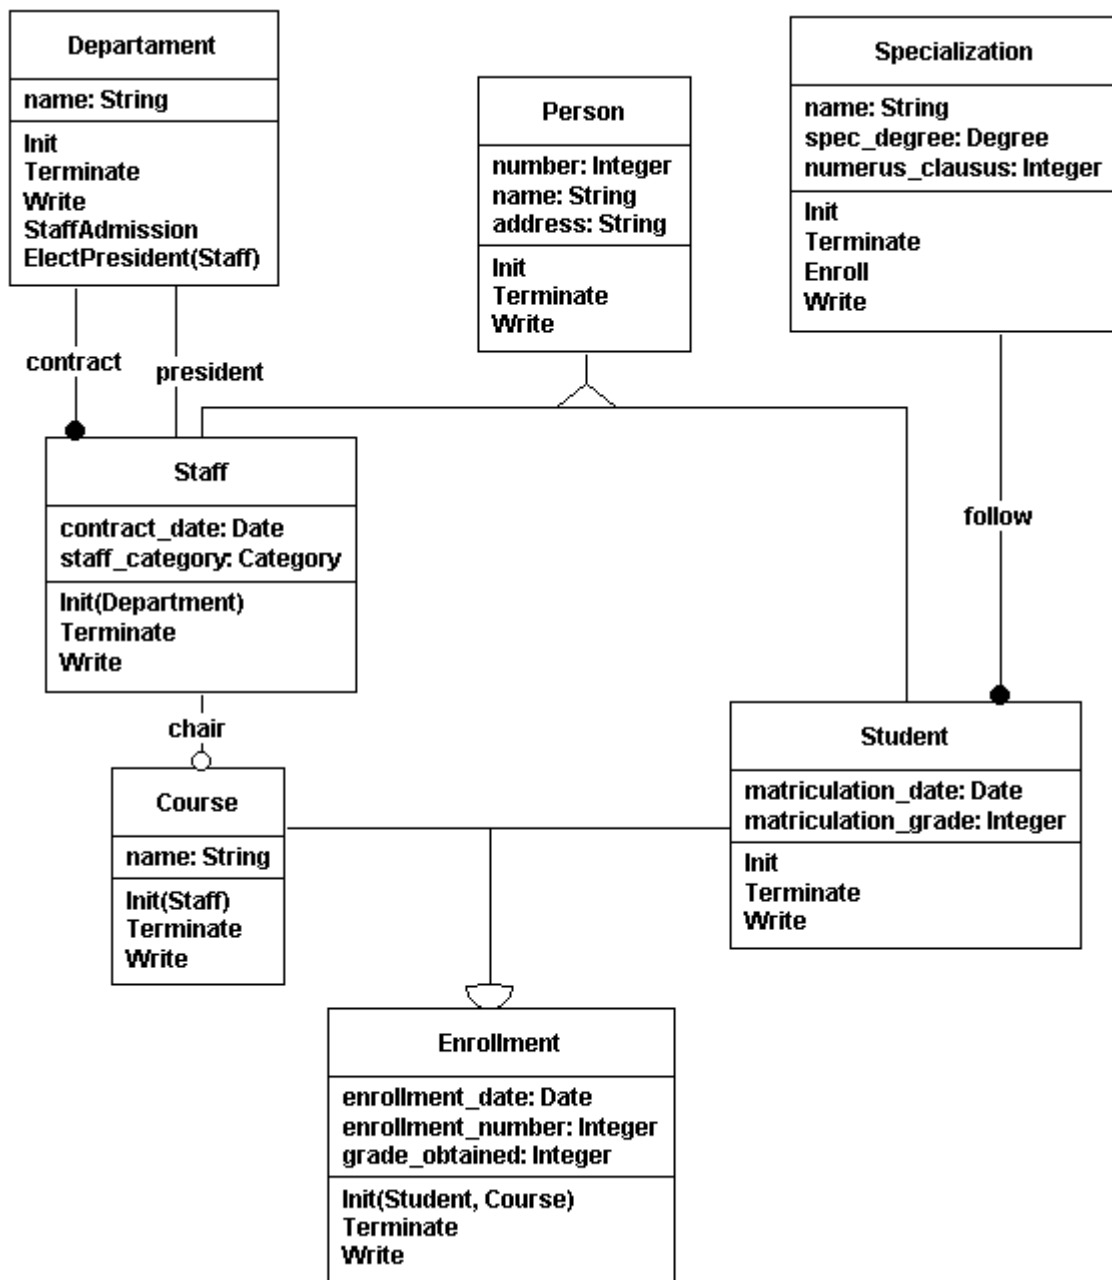 Departament
name: String
Init
Terminate
Write
StaffAdmission
ElectPresident(Staff)
Person
number: Integer
name: String
address: String
Init
Terminate
Write
Specialization
name: String
spec_degree: Degree
numerus_clausus: Integer
Init
Terminate
Enroll
Write
contract
president
Staff
contract_date: Date
staff_category: Category
Init(Department)
Terminate
Write
follow
chair
Course
name: String
Init(Staff)
Terminate
Write
Student
matriculation_date: Date
matriculation_grade: Integer
Init
Terminate
Write
Enrollment
enrollment_date: Date
enrollment_number: Integer
grade_obtained: Integer
Init(Student, Course)
Terminate
Write